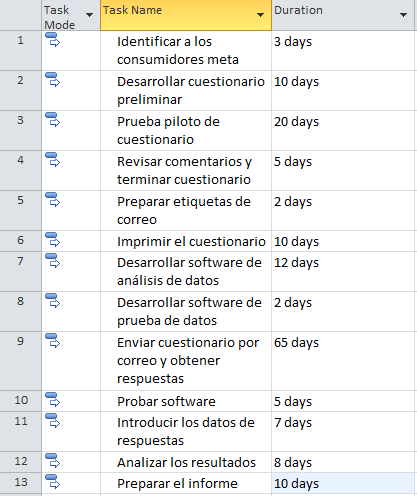 Task Mode Task Name Duration
1 Identificar a los consumidores meta 3 days
2 Desarrollar cuestionario preliminar 10 days
3 Prueba piloto de cuestionario 20 days
4 Revisar comentarios y terminar cuestionario 5 days
5 Preparar etiquetas de correo 2 days
6 Imprimir el cuestionario 10 days
7 Desarrollar software de análisis de datos 12 days
8 Desarrollar software de prueba de datos 2 days
9 Enviar cuestionario por correo y obtener respuestas 65 days
10 Probar software 5 days
11 Introducir los datos de respuestas 7 days
12 Analizar los resultados 8 days
13 Preparar el informe 10 days